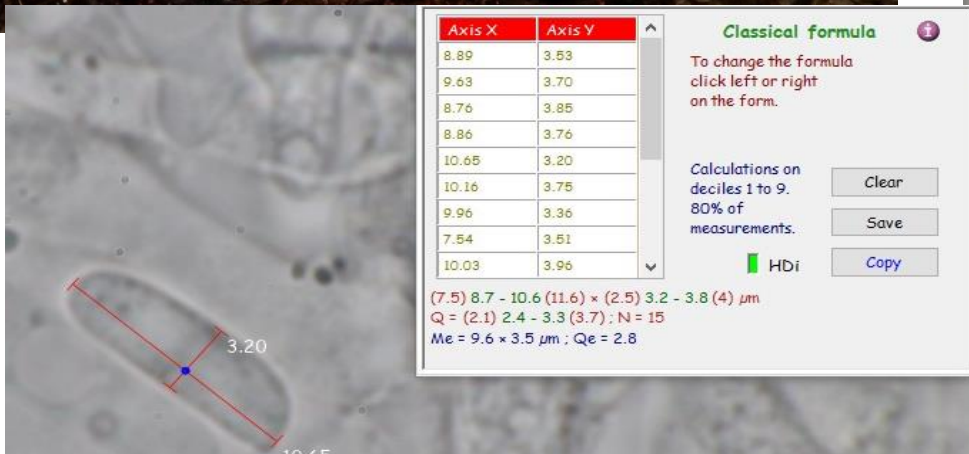 Axis X Axis Y
8.89 3.53
9.63 3.70
8.76 3.85
8.86 3.76
10.65 3.20
10.16 3.75
9.96 3.36
7.54 3.51
10.03 3.96
Classical formula
To change the formula
click left or right
on the form.
Calculations on
deciles 1 to 9.
80% of
measurements.
HDi
Clear
Save
Copy
(7.5) 8.7 - 10.6 (11.6) × (2.5) 3.2 - 3.8 (4) µm
Q = (2.1) 2.4 - 3.3 (3.7) ; N = 15
Me = 9.6 × 3.5 µm ; Qe = 2.8
3.20
10.65